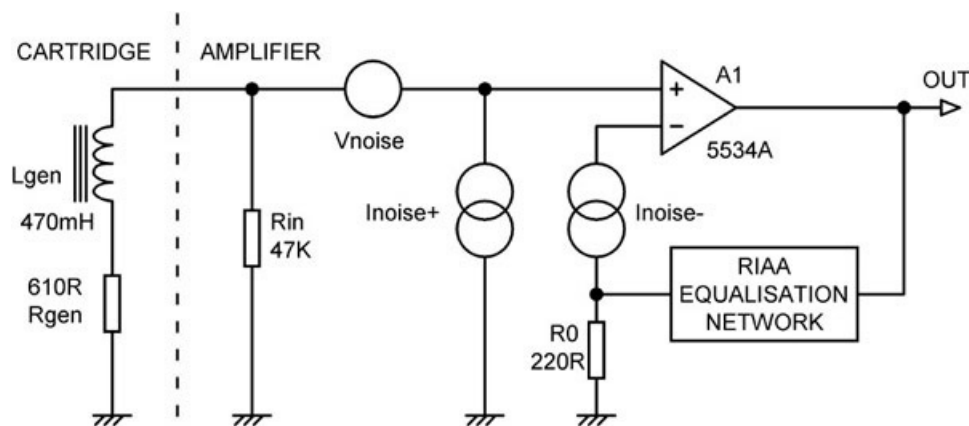 CARTRIDGE
AMPLIFIER
A1
OUT
+
−
5534A
Vnoise
Lgen
470mH
Rin
47K
Inoise+
Inoise-
610R
Rgen
R0
220R
RIAA
EQUALISATION
NETWORK